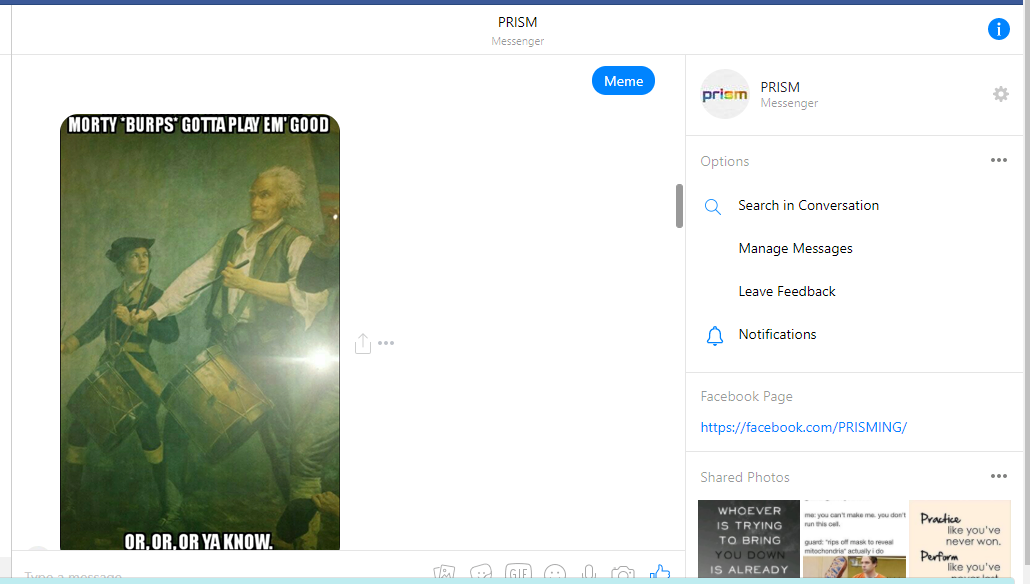 PRISM
Messenger
Meme
MORTY *BURPS* GOTTA PLAY EM' GOOD
OR, OR, OR YA KNOW.
Type a message
GIF
prism
PRISM
Messenger
Options
Search in Conversation
Manage Messages
Leave Feedback
Notifications
Facebook Page
https://facebook.com/PRISMING/
Shared Photos
WHOEVER
IS TRYING
TO BRING
YOU DOWN
IS ALREADY
me: you can't make me. you don't
run this cell.
guard: *rips off mask to reveal
mitochondria* actually i do
Practice
like you've
never won.
Perform
like you've